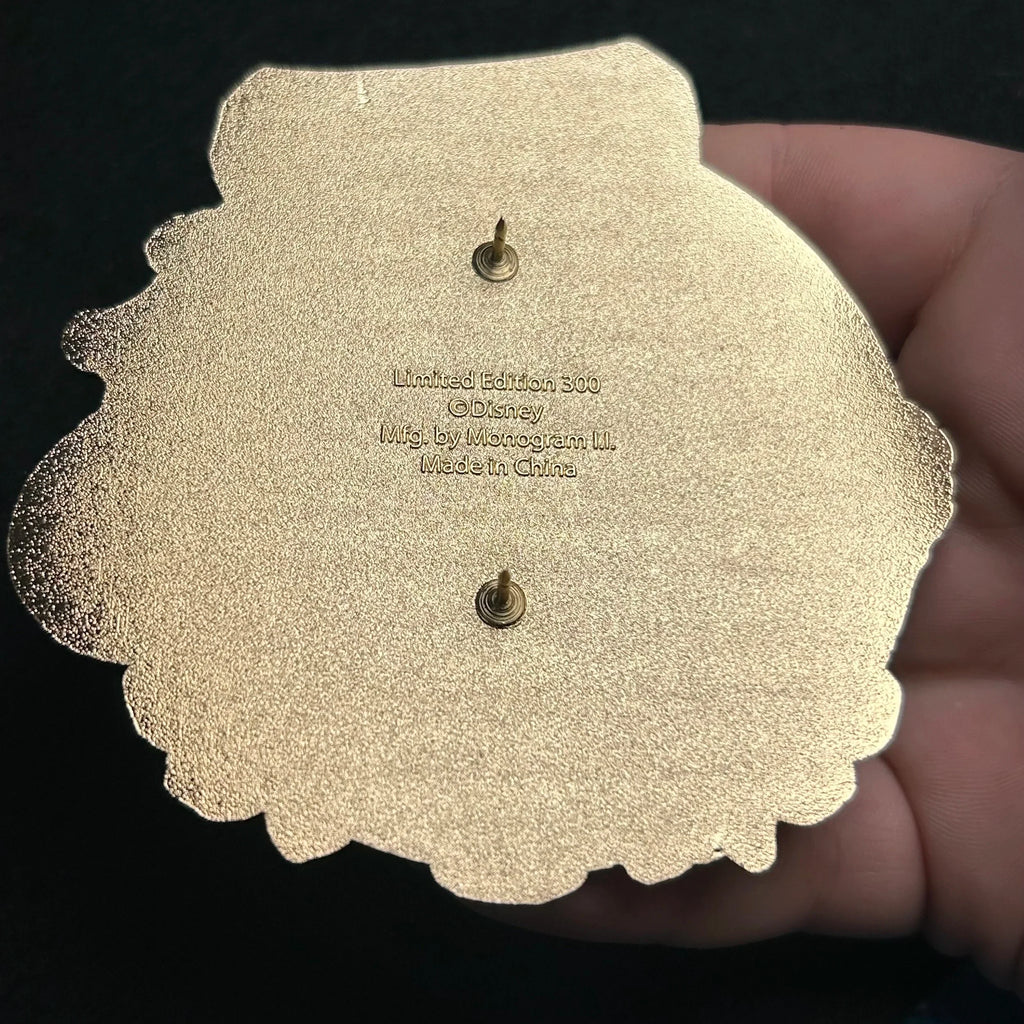 Limited Edition 300
©Disney
Mfg. by Monogram I.I.
Made in China